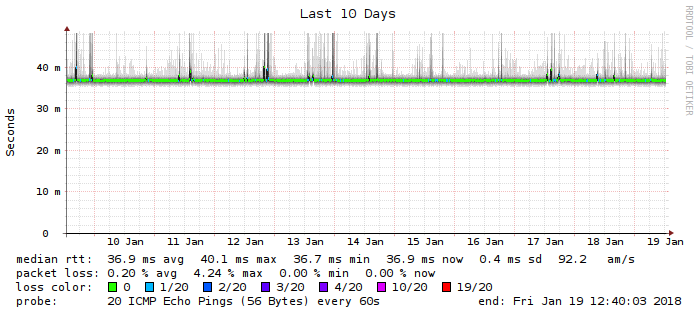 Last 10 Days
RRDTOOL / TOBI OETIKER
Seconds
40 m
30 m
20 m
10 m
0
10 Jan 11 Jan 12 Jan 13 Jan 14 Jan 15 Jan 16 Jan 17 Jan 18 Jan 19 Jan
median rtt: 36.9 ms avg 40.1 ms max 36.7 ms min 36.9 ms now 0.4 ms sd 92.2 am/s
packet loss: 0.20 % avg 4.24 % max 0.00 % min 0.00 % now
loss color: 0 1/20 2/20 3/20 4/20 10/20 19/20
probe: 20 ICMP Echo Pings (56 Bytes) every 60s end: Fri Jan 19 12:40:03 2018